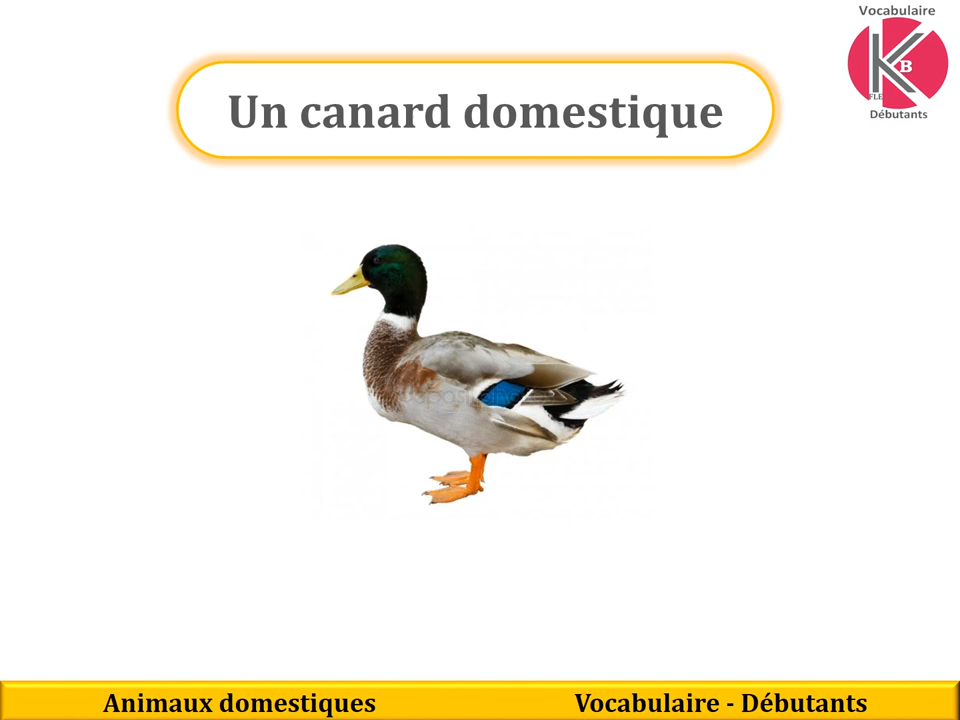 Vocabulaire
K
B
FLE
Débutants
Un canard domestique
Animaux domestiques
Vocabulaire - Débutants